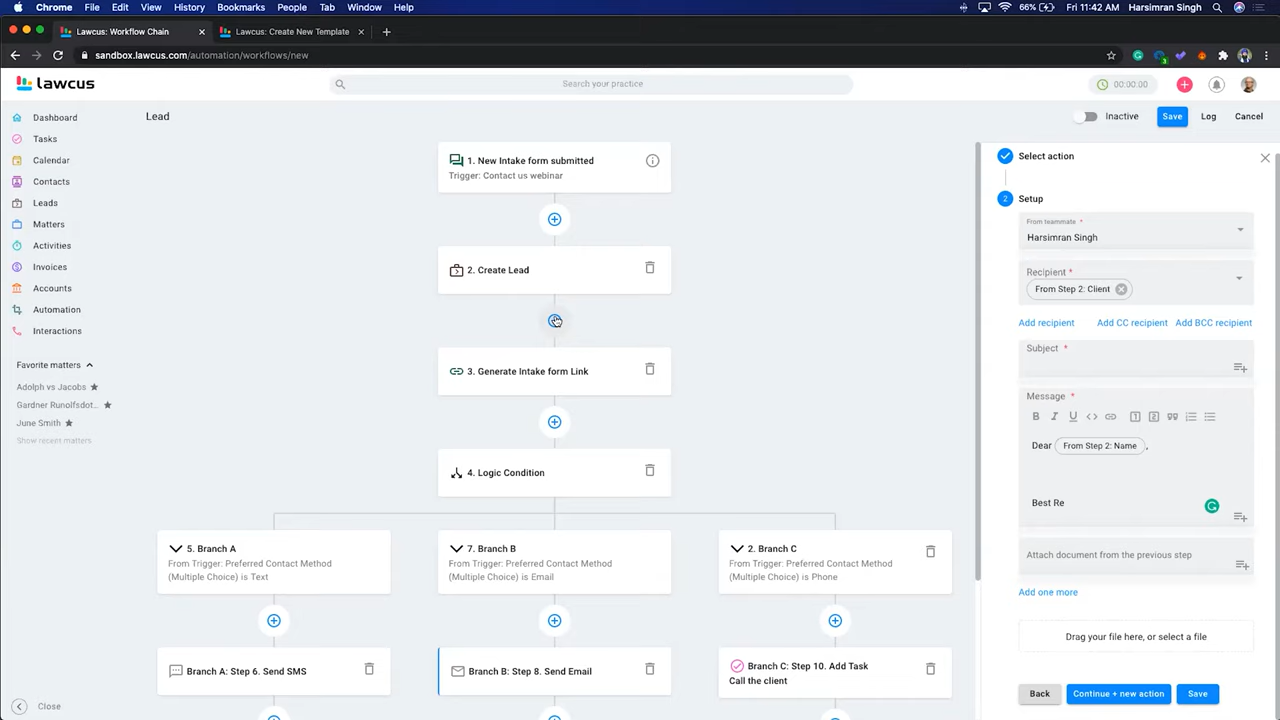 Chrome File Edit View History Bookmarks People Tab Window Help 66% Fri 11:42 AM Harsimran Singh
Lawcus: Workflow Chain Lawcus: Create New Template
sandbox.lawcus.com/automation/workflows/new
lawcus
Search your practice
00:00.00
Dashboard
Tasks
Calendar
Contacts
Leads
Matters
Activities
Invoices
Accounts
Automation
Interactions
Favorite matters
Adolph vs Jacobs
Gardner Runolfsdot...
June Smith
Show recent matters
Close
Lead
Inactive Save Log Cancel
1. New Intake form submitted
Trigger: Contact us webinar
2. Create Lead
3. Generate Intake form Link
4. Logic Condition
5. Branch A
From Trigger: Preferred Contact Method
(Multiple Choice) is Text
7. Branch B
From Trigger: Preferred Contact Method
(Multiple Choice) is Email
2. Branch C
From Trigger: Preferred Contact Method
(Multiple Choice) is Phone
Branch A: Step 6. Send SMS
Branch B: Step 8. Send Email
Branch C: Step 10. Add Task
Call the client
Select action
2 Setup
From teammate *
Harsimran Singh
Recipient *
From Step 2: Client
Add recipient Add CC recipient Add BCC recipient
Subject *
Message *
Dear From Step 2: Name ,
Best Re
Attach document from the previous step
Add one more
Drag your file here, or select a file
Back Continue + new action Save